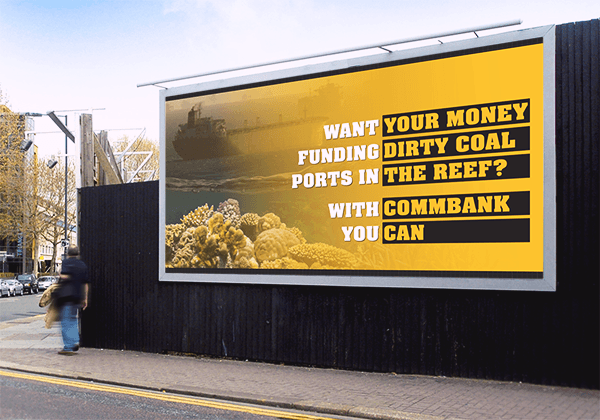 WANT YOUR MONEY
FUNDING DIRTY COAL
PORTS IN THE REEF?
WITH COMMBANK
YOU CAN